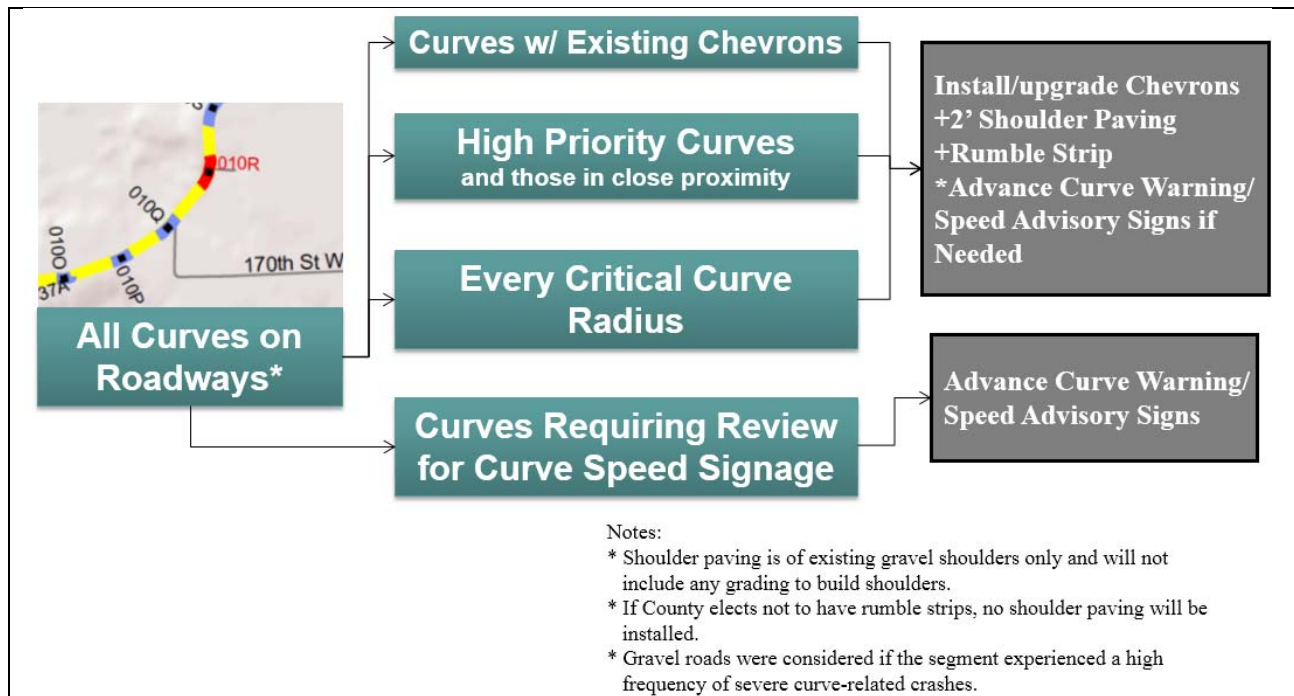 Curves w/ Existing Chevrons
High Priority Curves
and those in close proximity
Every Critical Curve
Radius
Curves Requiring Review
for Curve Speed Signage
010R
010Q
010O
010P
37A
170th St W
All Curves on
Roadways*
Install/upgrade Chevrons
+2’ Shoulder Paving
+Rumble Strip
*Advance Curve Warning/
Speed Advisory Signs if
Needed
Advance Curve Warning/
Speed Advisory Signs
Notes:
* Shoulder paving is of existing gravel shoulders only and will not
include any grading to build shoulders.
* If County elects not to have rumble strips, no shoulder paving will be
installed.
* Gravel roads were considered if the segment experienced a high
frequency of severe curve-related crashes.